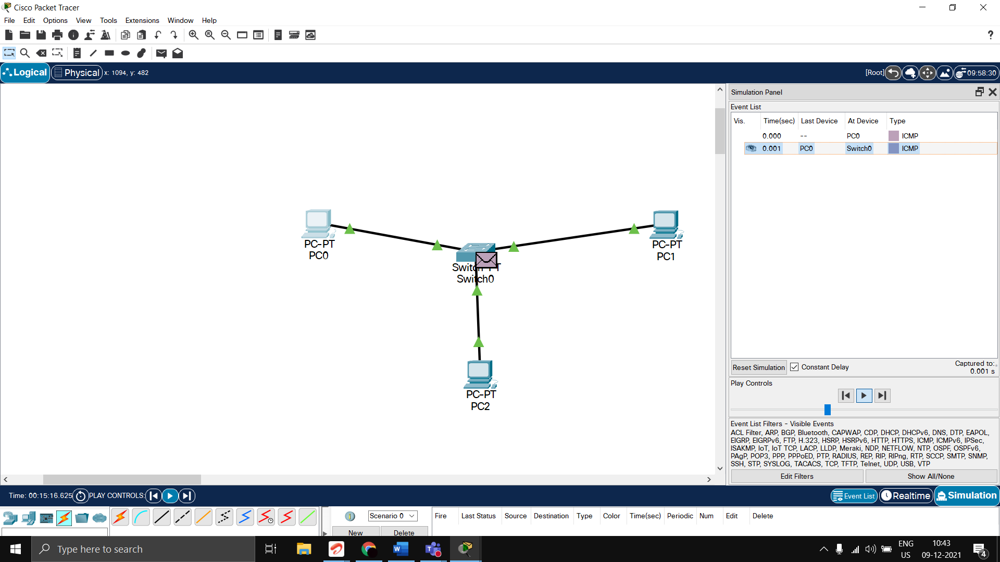 Cisco Packet Tracer
File Edit Options View Tools Extensions Window Help
?
Logical Physical x: 1094, y: 482 [Root] 09:58:30
Simulation Panel
Event List
Vis. Time(sec) Last Device At Device Type
0.000 -- PC0 ICMP
0.001 PC0 Switch0 ICMP
PC-PT
PC0
PC-PT
PC1
Switch-PT
Switch0
PC-PT
PC2
Reset Simulation Constant Delay Captured to:
0.001 s
Play Controls
Event List Filters - Visible Events
ACL Filter, ARP, BGP, Bluetooth, CAPWAP, CDP, DHCP, DHCPv6, DNS, DTP, EAPOL,
EIGRP, EIGRPv6, FTP, H.323, HSRP, HSRPv6, HTTP, HTTPS, ICMP, ICMPv6, IPSec,
ISAKMP, IoT, IoT TCP, LACP, LLDP, Meraki, NDP, NETFLOW, NTP, OSPF, OSPFv6,
PAgP, POP3, PPP, PPPoED, PTP, RADIUS, REP, RIP, RIPng, RTP, SCCP, SMTP, SNMP,
SSH, STP, SYSLOG, TACACS, TCP, TFTP, Telnet, UDP, USB, VTP
Edit Filters Show All/None
Time: 00:15:16.625 PLAY CONTROLS: Event List Realtime Simulation
Scenario 0 Fire Last Status Source Destination Type Color Time(sec) Periodic Num Edit Delete
New Delete
Type here to search
ENG
US
10:43
09-12-2021
4